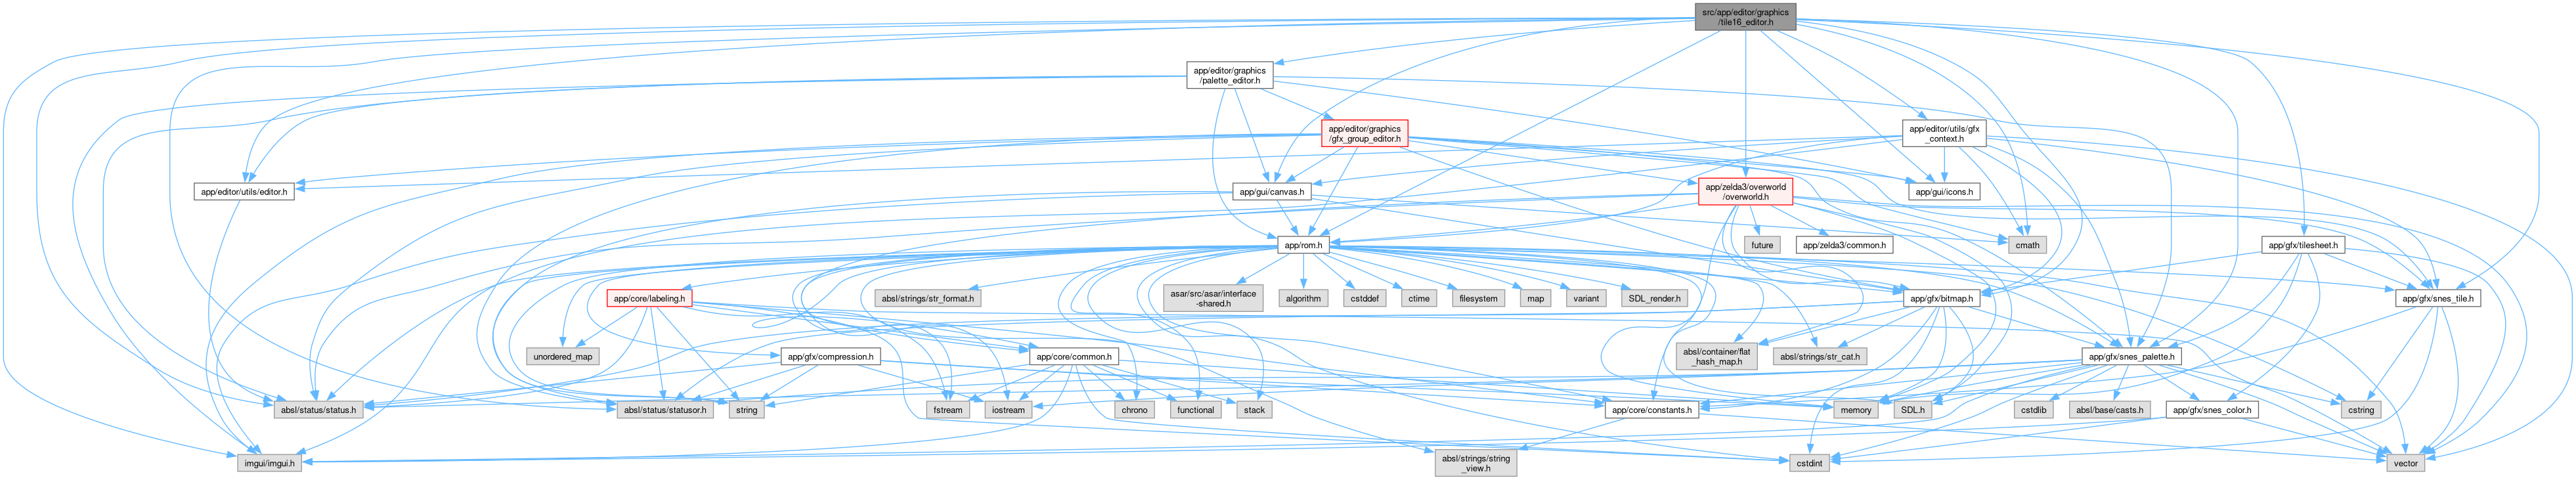 src/app/editor/graphics
/tile16_editor.h
app/editor/graphics
/palette_editor.h
app/editor/graphics
/gfx_group_editor.h
app/editor/utils/gfx
_context.h
app/editor/utils/editor.h
app/gui/canvas.h
app/zelda3/overworld
/overworld.h
app/gui/icons.h
app/rom.h
future
app/zelda3/common.h
cmath
app/gfx/tilesheet.h
app/core/labeling.h
absl/strings/str_format.h
asar/src/asar/interface
-shared.h
algorithm
cstddef
ctime
filesystem
map
variant
SDL_render.h
app/gfx/bitmap.h
app/gfx/snes_tile.h
unordered_map
app/gfx/compression.h
app/core/common.h
absl/container/flat
_hash_map.h
absl/strings/str_cat.h
app/gfx/snes_palette.h
absl/status/status.h
absl/status/statusor.h
string
fstream
iostream
chrono
functional
stack
app/core/constants.h
memory
SDL.h
cstdlib
absl/base/casts.h
app/gfx/snes_color.h
cstring
imgui/imgui.h
absl/strings/string
_view.h
cstdint
vector